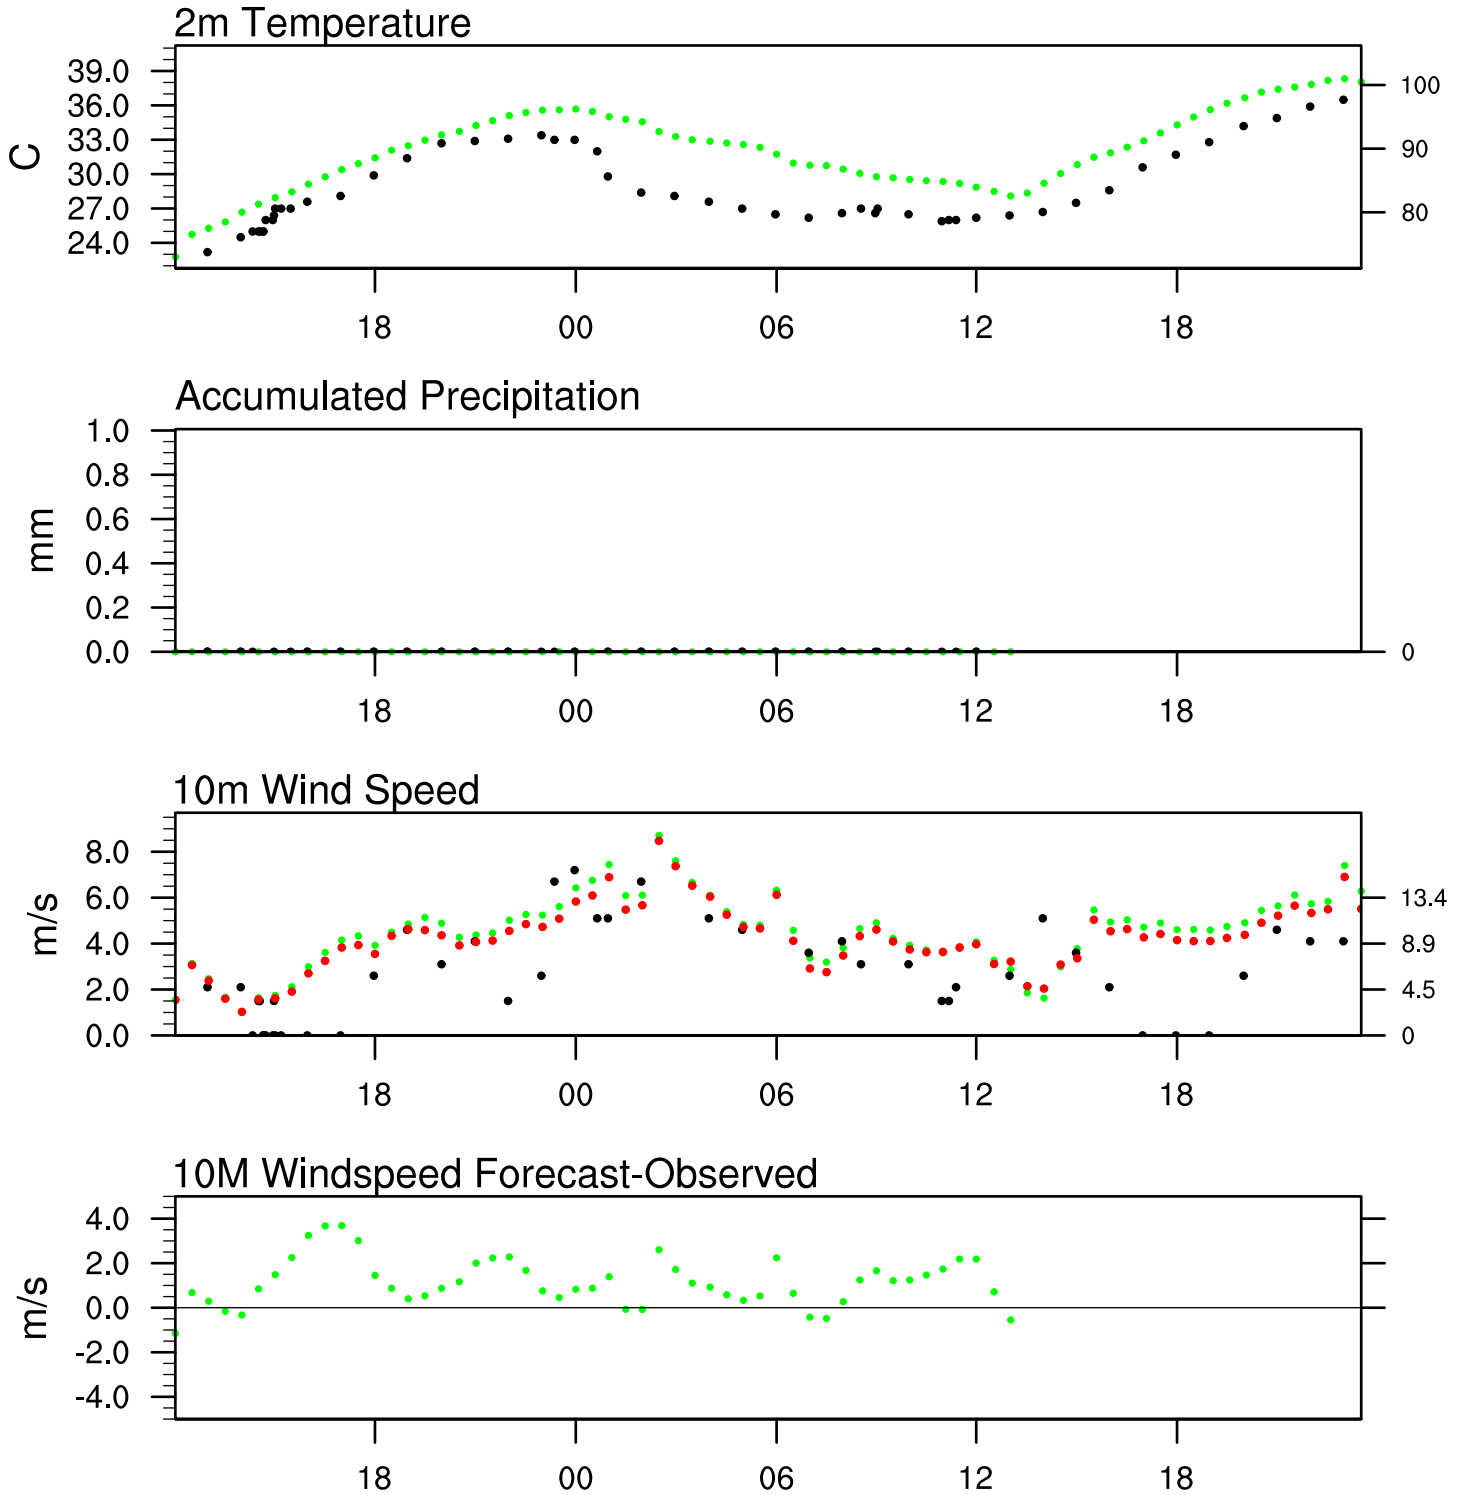 2m Temperature
39.0
36.0
33.0
30.0
27.0
24.0
C
100
90
80
18 00 06 12 18
Accumulated Precipitation
1.0
0.8
0.6
0.4
0.2
0.0
mm
0
18 00 06 12 18
10m Wind Speed
8.0
6.0
4.0
2.0
0.0
m/s
13.4
8.9
4.5
0
18 00 06 12 18
10M Windspeed Forecast-Observed
4.0
2.0
0.0
-2.0
-4.0
m/s
18 00 06 12 18